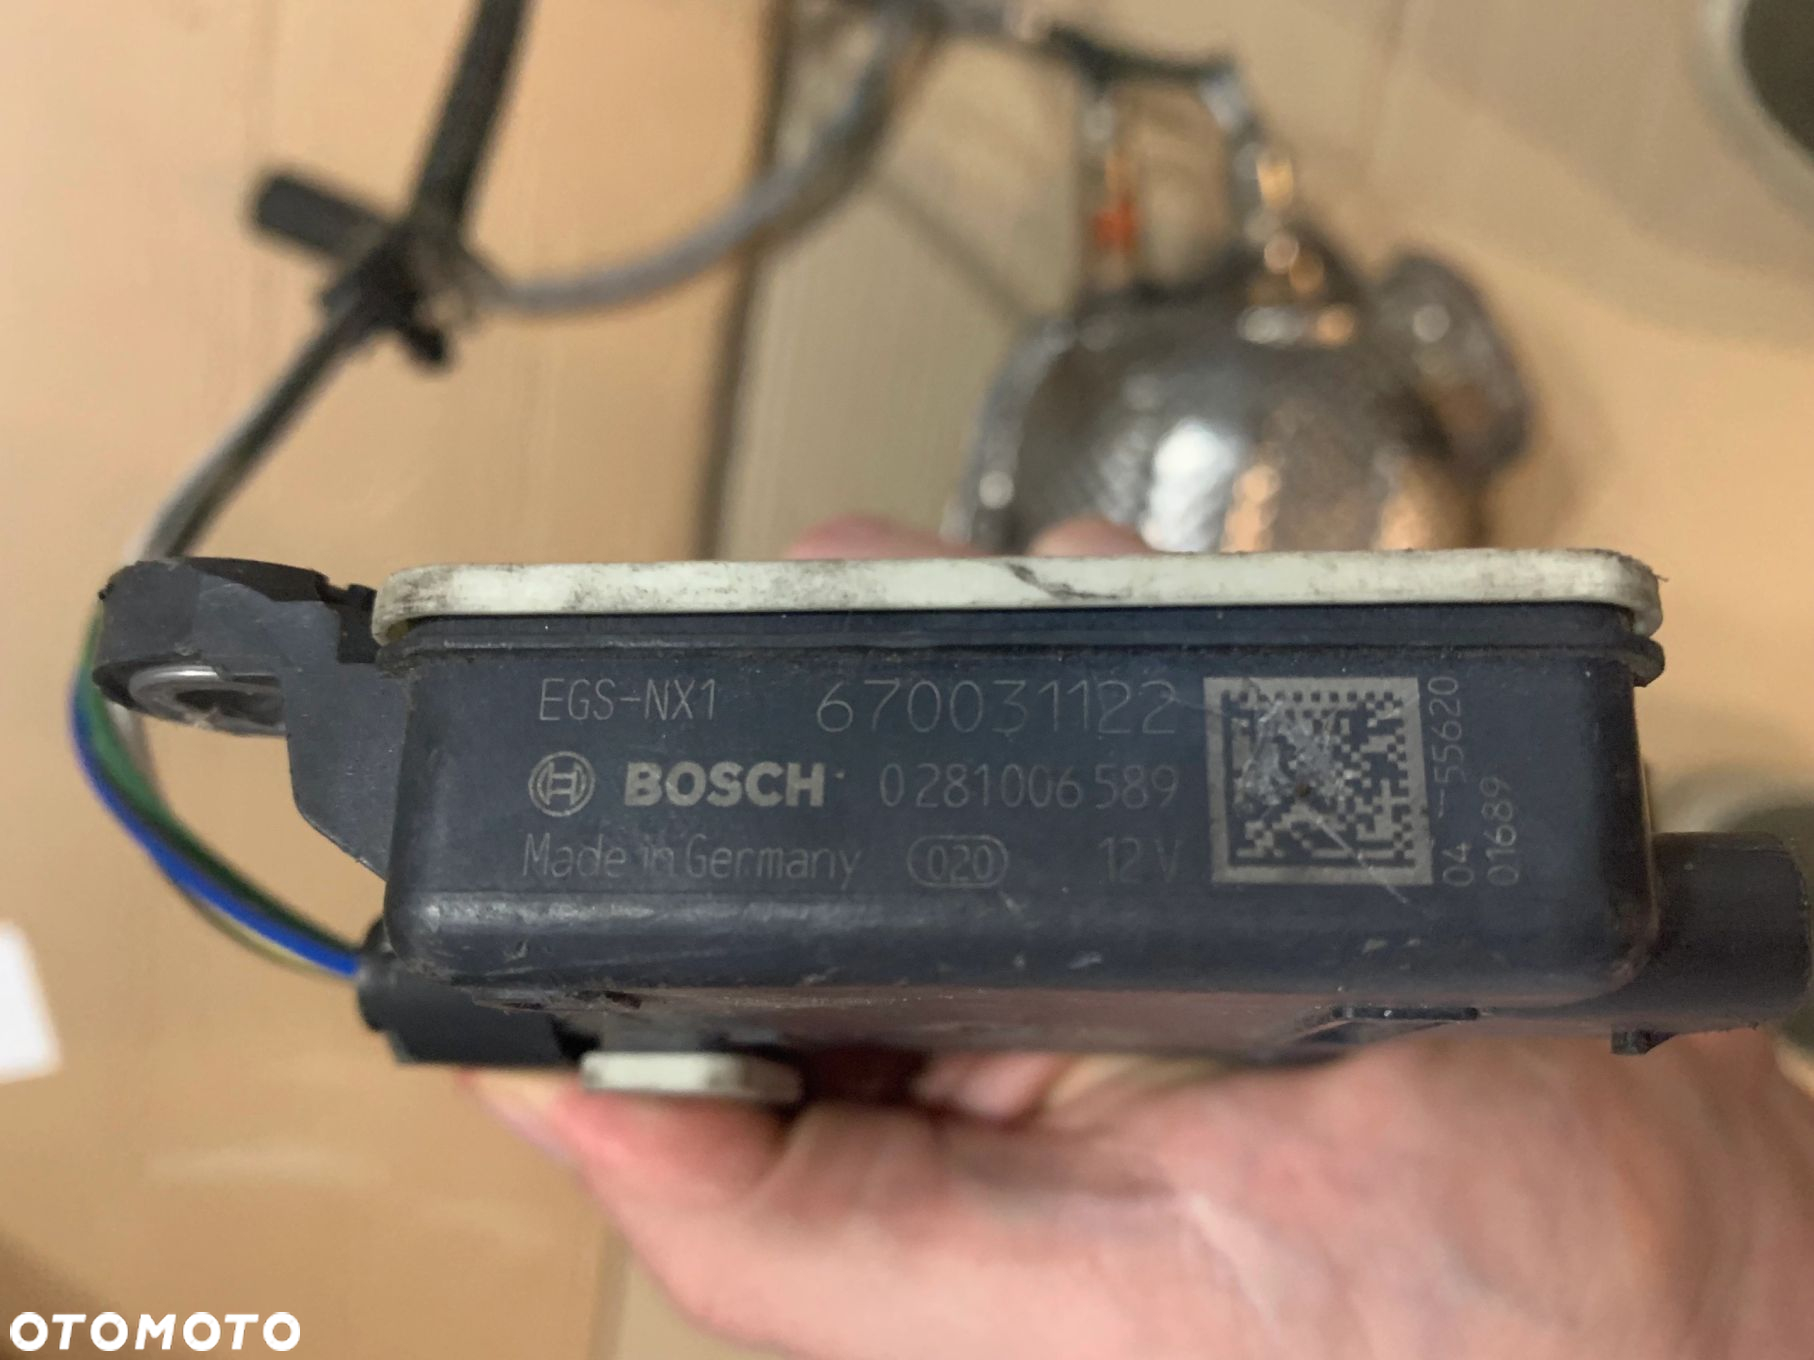 EGS-NX1 670031122
BOSCH 0281006589
Made in Germany 020 12V
04 -55620
01689
OTOMOTO